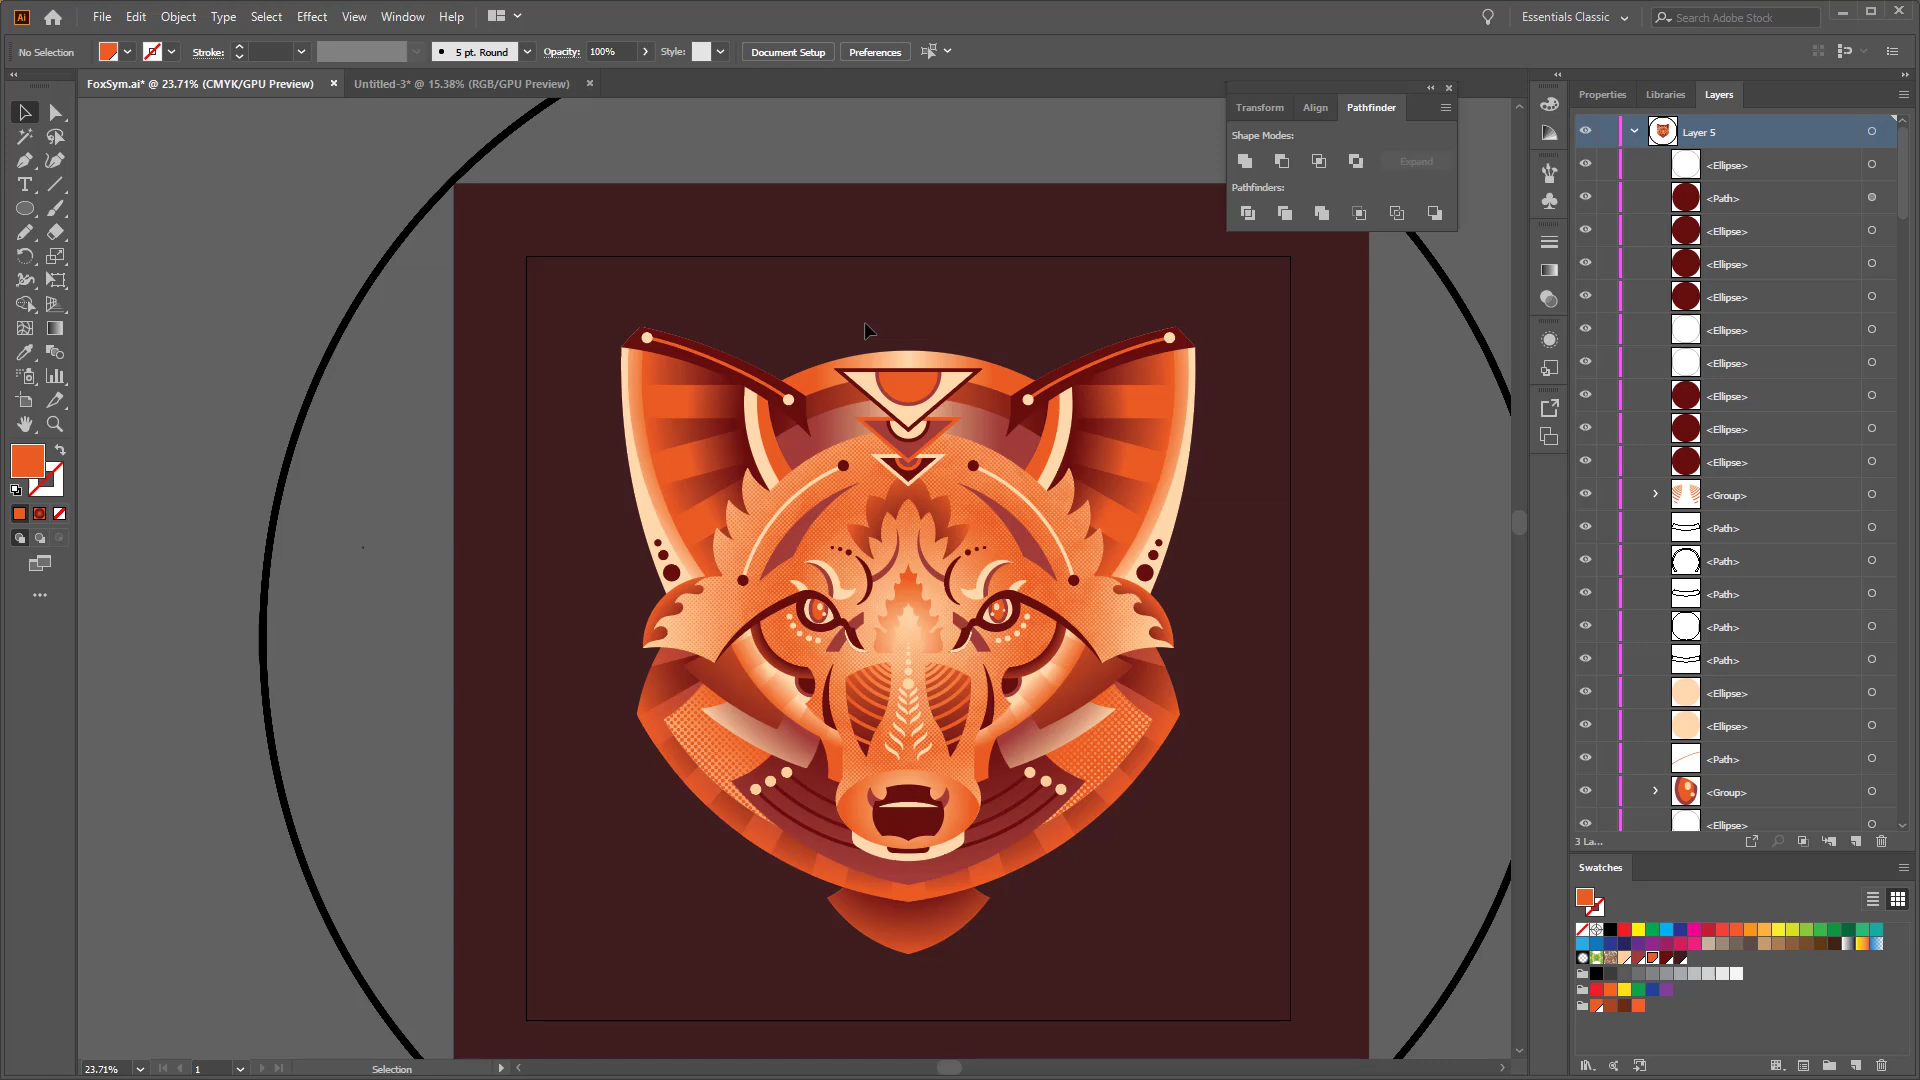 Ai File Edit Object Type Select Effect View Window Help Essentials Classic Search Adobe Stock
No Selection Stroke: 5 pt. Round Opacity: 100% Style: Document Setup Preferences
FoxSym.ai* @ 23.71% (CMYK/GPU Preview) × Untitled-3* @ 15.38% (RGB/GPU Preview) ×
Transform Align Pathfinder
Shape Modes:
Expand
Pathfinders:
Properties Libraries Layers
Layer 5
<Ellipse>
<Path>
<Ellipse>
<Ellipse>
<Ellipse>
<Ellipse>
<Ellipse>
<Ellipse>
<Ellipse>
<Ellipse>
<Group>
<Path>
<Path>
<Path>
<Path>
<Path>
<Ellipse>
<Ellipse>
<Path>
<Group>
<Ellipse>
3 La...
Swatches
23.71% 1 Selection